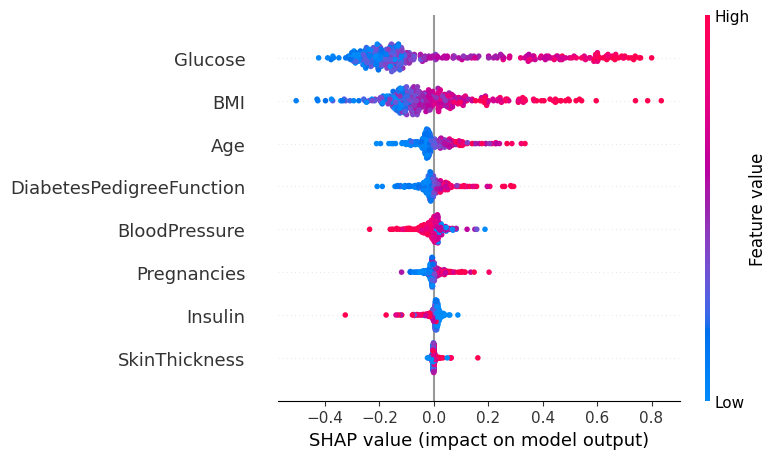 High
Glucose
BMI
Age
DiabetesPedigreeFunction
BloodPressure
Pregnancies
Insulin
SkinThickness
Feature value
Low
−0.4 −0.2 0.0 0.2 0.4 0.6 0.8
SHAP value (impact on model output)